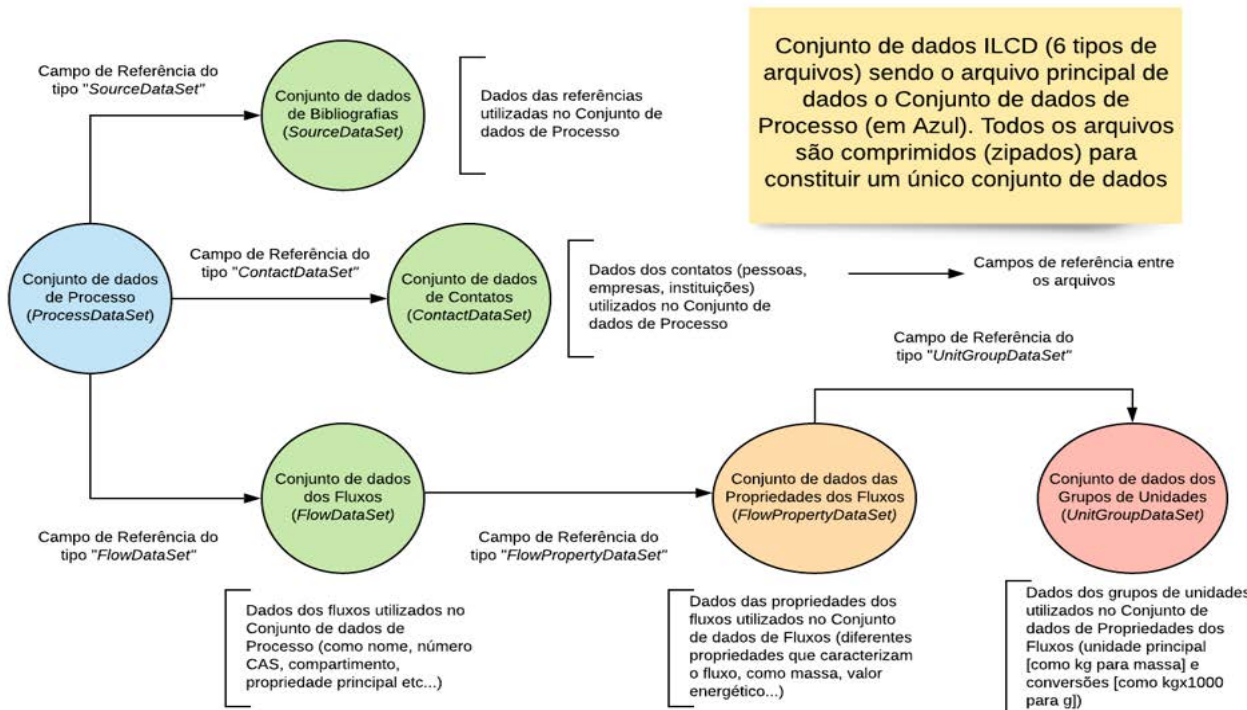 Conjunto de dados ILCD (6 tipos de
arquivos) sendo o arquivo principal de
dados o Conjunto de dados de
Processo (em Azul). Todos os arquivos
são comprimidos (zipados) para
constituir um único conjunto de dados
Campo de Referência do
tipo "SourceDataSet"
Conjunto de dados
de Bibliografias
(SourceDataSet)
Dados das referências
utilizadas no Conjunto de
dados de Processo
Conjunto de dados
de Processo
(ProcessDataSet)
Campo de Referência do
tipo "ContactDataSet"
Conjunto de dados
de Contatos
(ContactDataSet)
Dados dos contatos (pessoas,
empresas, instituições)
utilizados no Conjunto de
dados de Processo
Campos de referência entre
os arquivos
Campo de Referência do
tipo "UnitGroupDataSet"
Campo de Referência do
tipo "FlowDataSet"
Conjunto de dados
dos Fluxos
(FlowDataSet)
Campo de Referência do
tipo "FlowPropertyDataSet"
Conjunto de dados das
Propriedades dos Fluxos
(FlowPropertyDataSet)
Conjunto de dados dos
Grupos de Unidades
(UnitGroupDataSet)
Dados dos fluxos utilizados no
Conjunto de dados de
Processo (como nome, número
CAS, compartimento,
propriedade principal etc...)
Dados das propriedades dos
fluxos utilizados no Conjunto
de dados de Fluxos (diferentes
propriedades que caracterizam
o fluxo, como massa, valor
energético...)
Dados dos grupos de unidades
utilizados no Conjunto de
dados de Propriedades dos
Fluxos (unidade principal
[como kg para massa] e
conversões [como kgx1000
para g])